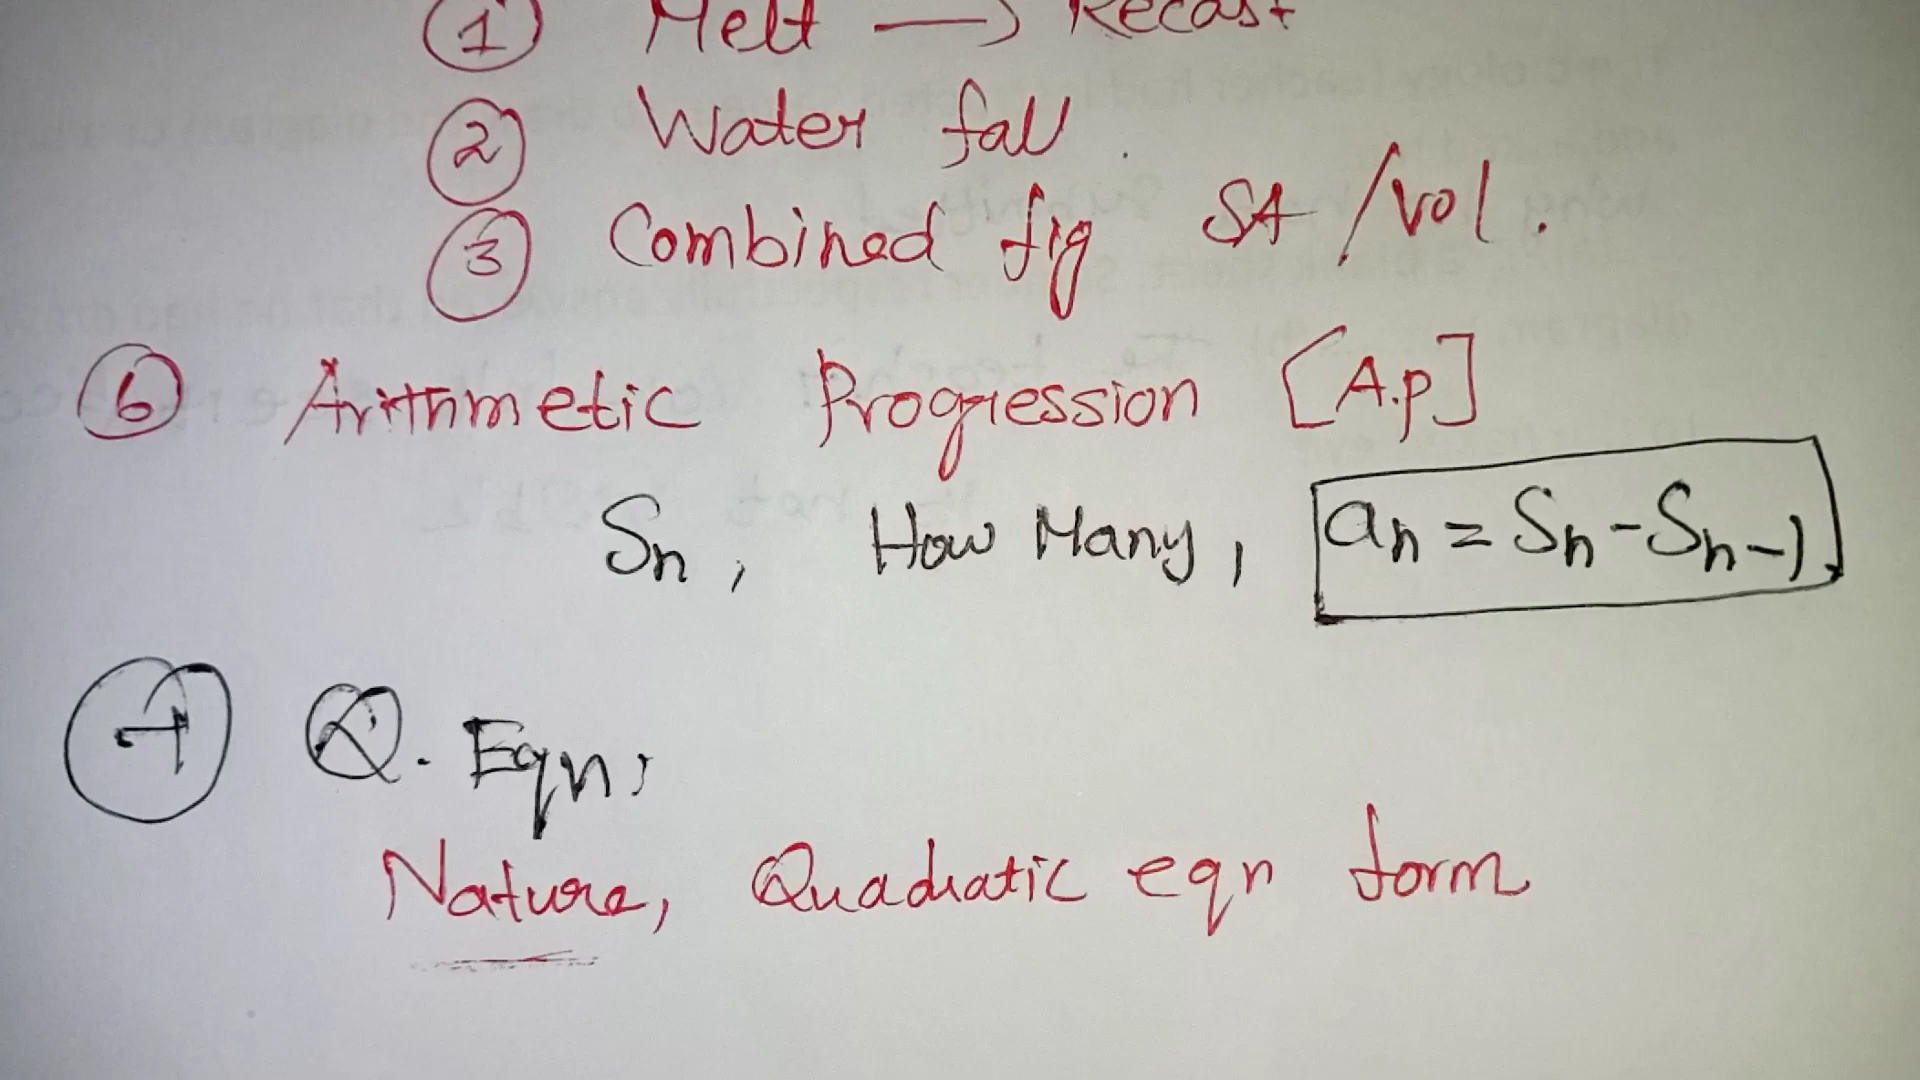 ① Melt → Recast
② Water fall
③ Combined fig SA /vol.
⑥ Arithmetic Progression [A.P]
Sn, How Many, an = Sn - Sn-1
⑦ Q. Eqn,
Nature, Quadratic eqn form